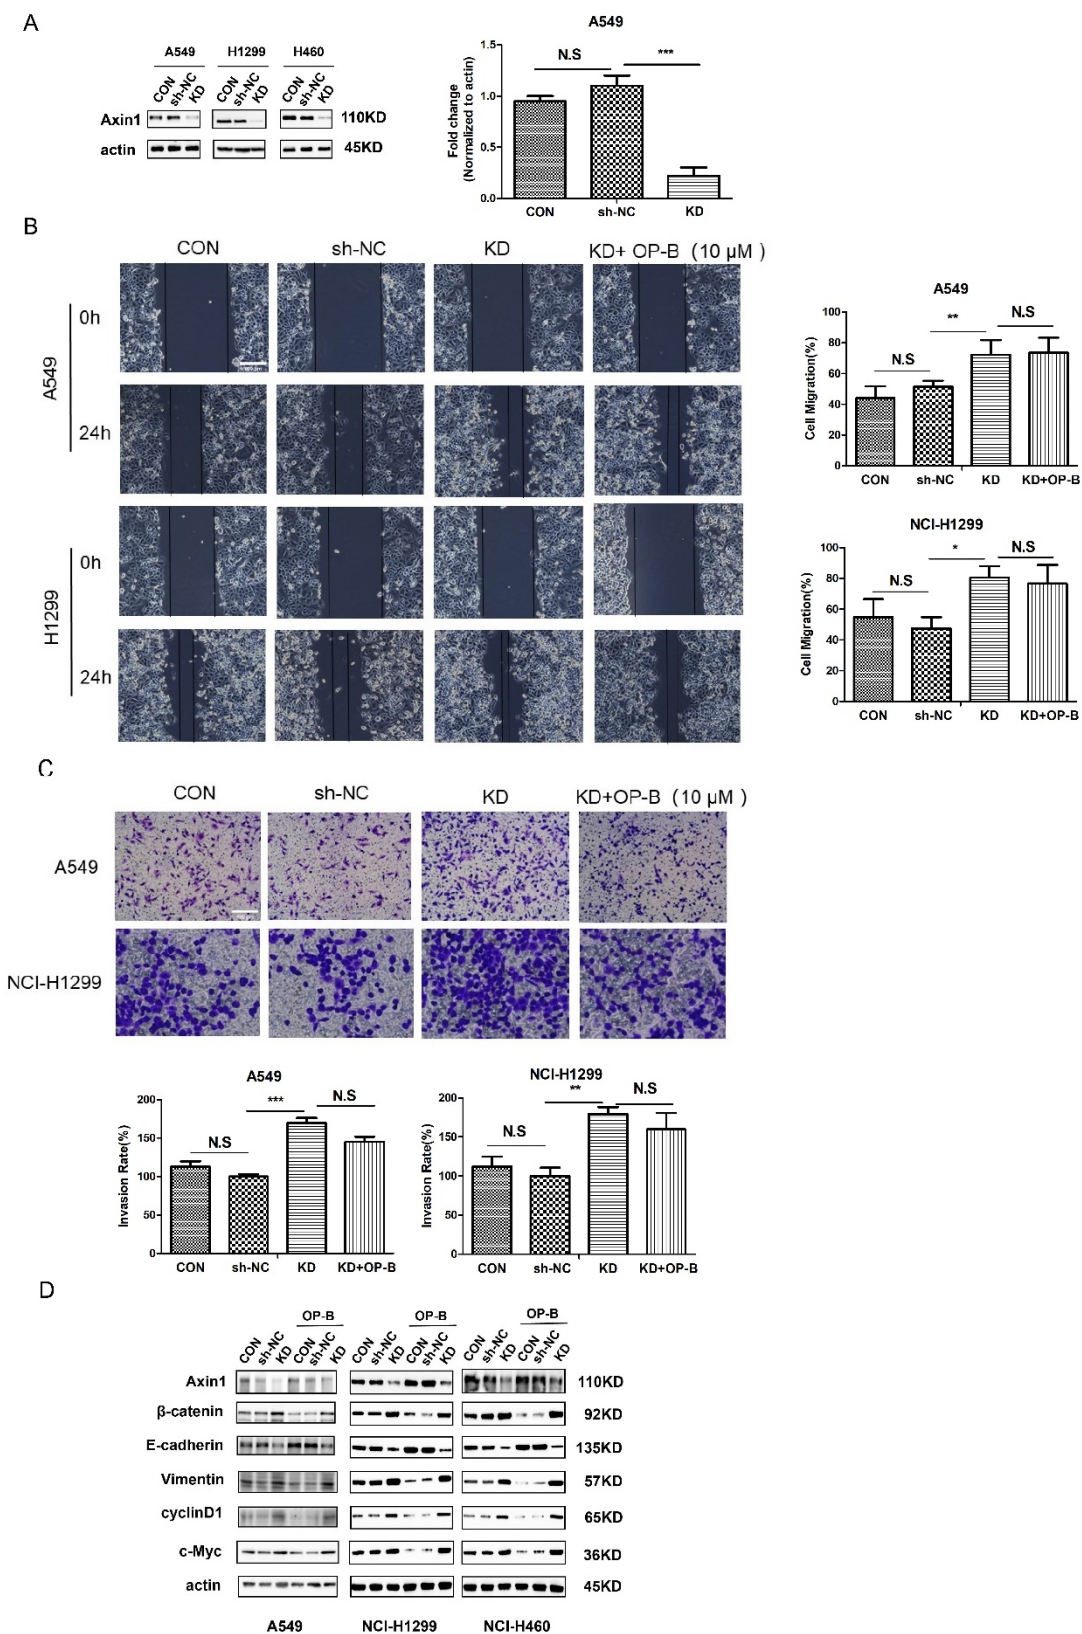 A
A549 H1299 H460
CON sh-NC KD CON sh-NC KD CON sh-NC KD
Axin1 110KD
actin 45KD
A549
Fold change
(Normalized to actin)
1.5
1.0
0.5
0.0
N.S ***
CON sh-NC KD
B
CON sh-NC KD KD+ OP-B (10 μM )
A549
0h
24h
H1299
0h
24h
A549
Cell Migration(%)
100
80
60
40
20
0
N.S ** N.S
CON sh-NC KD KD+OP-B
NCI-H1299
Cell Migration(%)
100
80
60
40
20
0
N.S * N.S
CON sh-NC KD KD+OP-B
C
CON sh-NC KD KD+OP-B (10 μM )
A549
NCI-H1299
A549
Invasion Rate(%)
200
150
100
50
0
N.S *** N.S
CON sh-NC KD KD+OP-B
NCI-H1299
Invasion Rate(%)
200
150
100
50
0
N.S ** N.S
CON sh-NC KD KD+OP-B
D
OP-B OP-B OP-B
CON sh-NC KD CON sh-NC KD CON sh-NC KD CON sh-NC KD CON sh-NC KD CON sh-NC KD
Axin1 110KD
β-catenin 92KD
E-cadherin 135KD
Vimentin 57KD
cyclinD1 65KD
c-Myc 36KD
actin 45KD
A549 NCI-H1299 NCI-H460